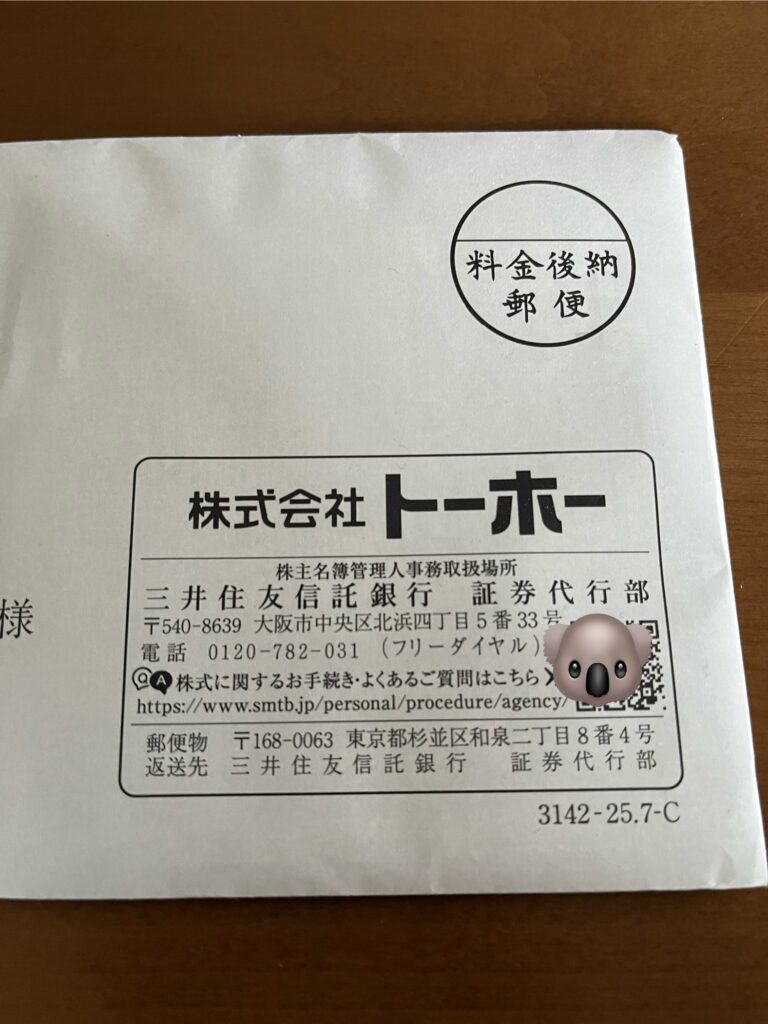 料金後納
郵便
株式会社 トーホー
株主名簿管理人事務取扱場所
三井住友信託銀行 証券代行部
〒540-8639 大阪市中央区北浜四丁目5番33号
電話 0120-782-031 (フリーダイヤル)
Q A 株式に関するお手続き・よくあるご質問はこちら
https://www.smtb.jp/personal/procedure/agency/
様
郵便物 〒168-0063 東京都杉並区和泉二丁目8番4号
返送先 三井住友信託銀行 証券代行部
3142-25.7-C